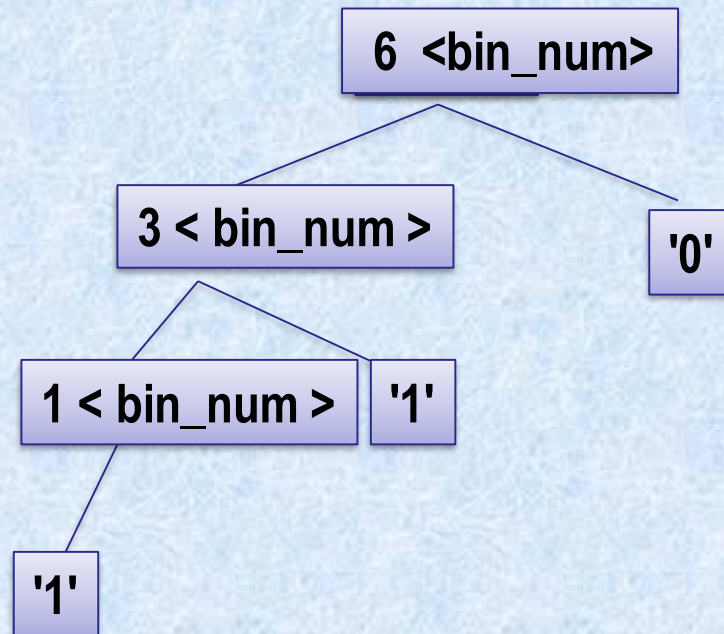 6 <bin_num>
3 < bin_num >
'0'
1 < bin_num >
'1'
'1'